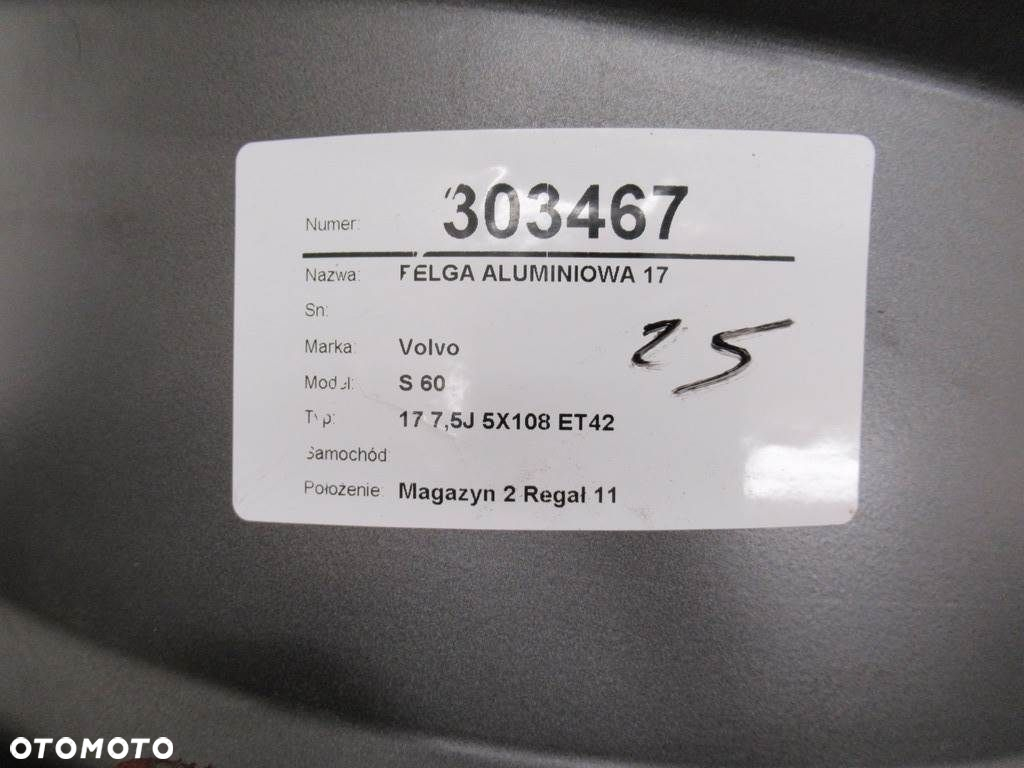 Numer: 303467
Nazwa: FELGA ALUMINIOWA 17
Sn:
Marka: Volvo
25
Model: S 60
Typ: 17 7,5J 5X108 ET42
Samochód
Położenie Magazyn 2 Regał 11
OTOMOTO